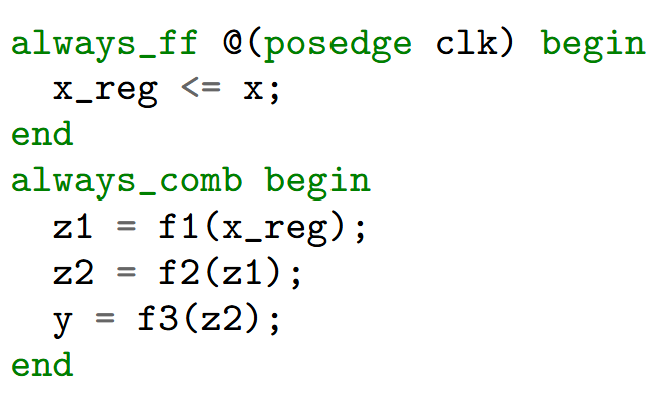 always_ff @(posedge clk) begin
  x_reg <= x;
end
always_comb begin
  z1 = f1(x_reg);
  z2 = f2(z1);
  y = f3(z2);
end